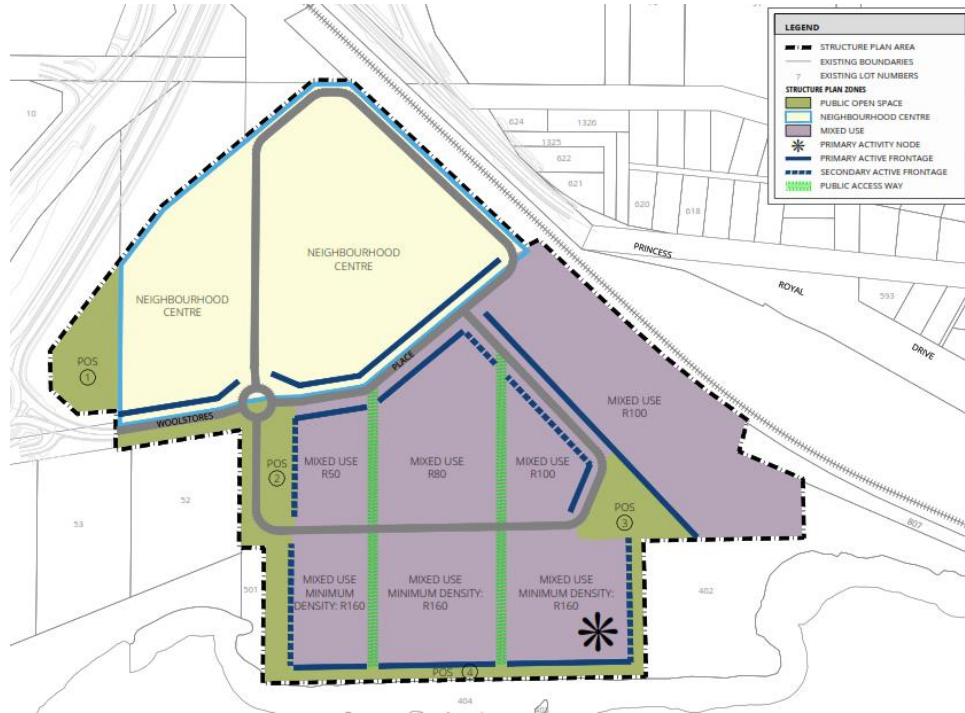 LEGEND
STRUCTURE PLAN AREA
EXISTING BOUNDARIES
7 EXISTING LOT NUMBERS
STRUCTURE PLAN ZONES
PUBLIC OPEN SPACE
NEIGHBOURHOOD CENTRE
MIXED USE
PRIMARY ACTIVITY NODE
PRIMARY ACTIVE FRONTAGE
SECONDARY ACTIVE FRONTAGE
PUBLIC ACCESS WAY
10
624
1326
1325
622
621
620
618
PRINCESS
ROYAL
DRIVE
593
NEIGHBOURHOOD
CENTRE
NEIGHBOURHOOD
CENTRE
POS
1
WOOLSTORES
PLACE
MIXED USE
R100
POS
2
MIXED USE
R50
MIXED USE
R80
MIXED USE
R100
POS
3
52
53
807
501
402
MIXED USE
MINIMUM
DENSITY: R160
MIXED USE
MINIMUM DENSITY:
R160
MIXED USE
MINIMUM DENSITY:
R160
POS 4
404